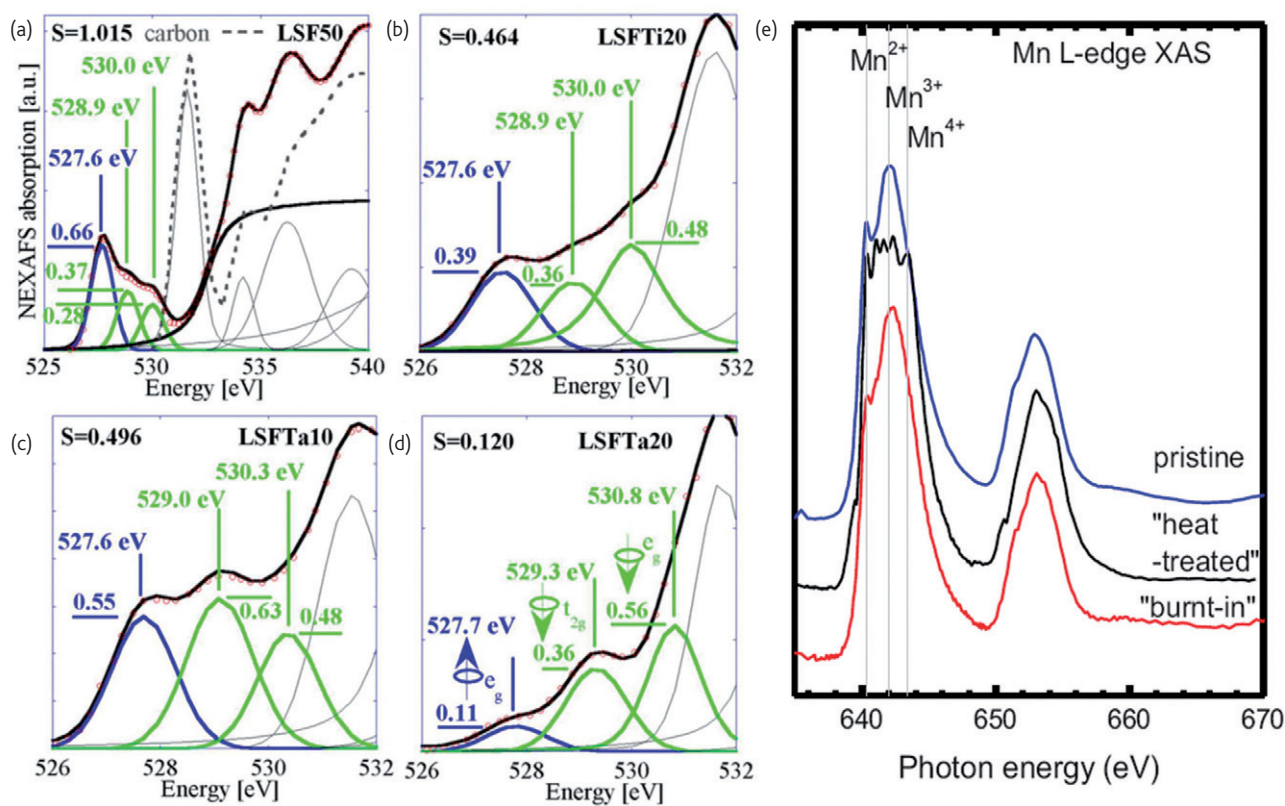 (a)
S=1.015 carbon LSF50
530.0 eV
528.9 eV
527.6 eV
0.66
0.37
0.28
NEXAFS absorption [a.u.]
525 530 535 540
Energy [eV]
(b)
S=0.464 LSFTi20
530.0 eV
528.9 eV
527.6 eV
0.48
0.39
0.36
526 528 530 532
Energy [eV]
(c)
S=0.496 LSFTa10
530.3 eV
529.0 eV
527.6 eV
0.55
0.63
0.48
526 528 530 532
Energy [eV]
(d)
S=0.120 LSFTa20
530.8 eV
e_g
529.3 eV
t_2g
0.56
527.7 eV
0.36
e_g
0.11
526 528 530 532
Energy [eV]
(e)
Mn L-edge XAS
Mn²⁺
Mn³⁺
Mn⁴⁺
pristine
"heat
-treated"
"burnt-in"
640 650 660 670
Photon energy (eV)